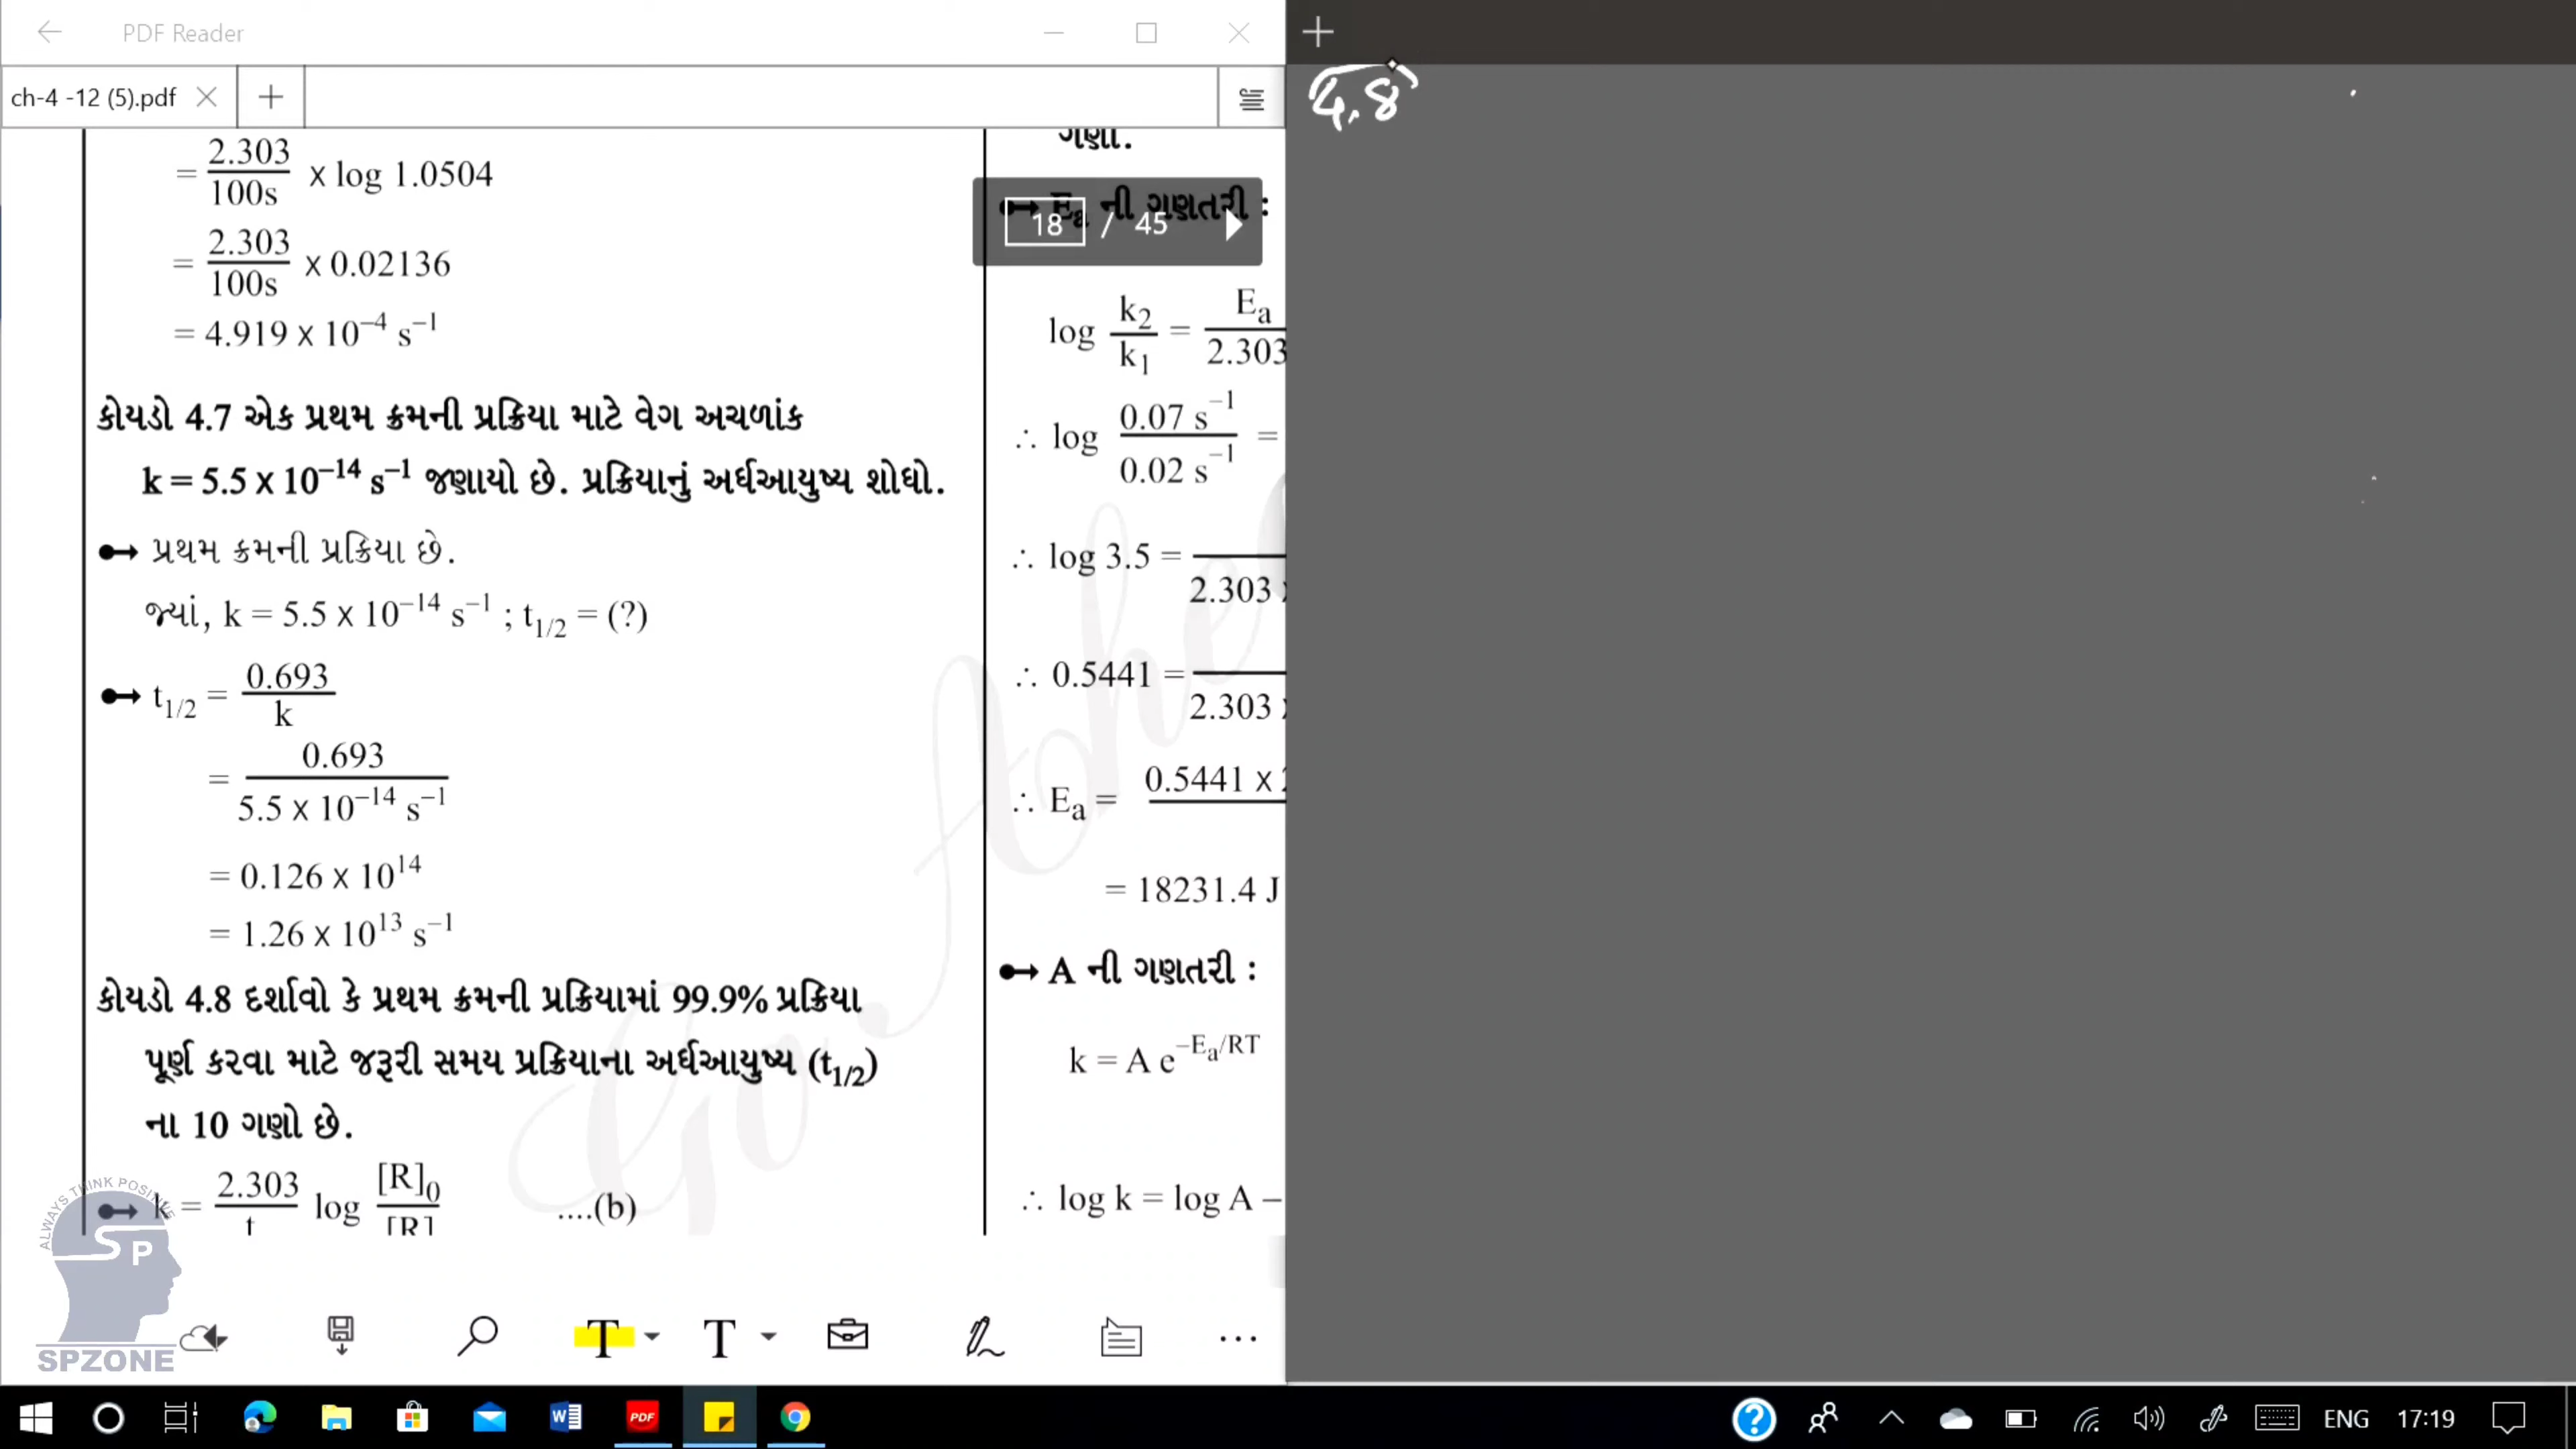 PDF Reader
ch-4 -12 (5).pdf
= 2.303 / 100s x log 1.0504
= 2.303 / 100s x 0.02136
= 4.919 x 10⁻⁴ s⁻¹
કોયડો 4.7 એક પ્રથમ ક્રમની પ્રક્રિયા માટે વેગ અચળાંક
k = 5.5 x 10⁻¹⁴ s⁻¹ જણાયો છે. પ્રક્રિયાનું અર્ધઆયુષ્ય શોધો.
પ્રથમ ક્રમની પ્રક્રિયા છે.
જ્યાં, k = 5.5 x 10⁻¹⁴ s⁻¹ ; t1/2 = (?)
t1/2 = 0.693 / k
= 0.693 / 5.5 x 10⁻¹⁴ s⁻¹
= 0.126 x 10¹⁴
= 1.26 x 10¹³ s⁻¹
કોયડો 4.8 દર્શાવો કે પ્રથમ ક્રમની પ્રક્રિયામાં 99.9% પ્રક્રિયા
પૂર્ણ કરવા માટે જરૂરી સમય પ્રક્રિયાના અર્ધઆયુષ્ય (t1/2)
ના 10 ગણો છે.
k = 2.303 / t log [R]0 / [R] ....(b)
ગણો.
Ea ની ગણતરી :
18 / 45
log k2 / k1 = Ea / 2.303
∴ log 0.07 s⁻¹ / 0.02 s⁻¹ =
∴ log 3.5 = 2.303
∴ 0.5441 = 2.303
∴ Ea = 0.5441 x
= 18231.4 J
A ની ગણતરી :
k = A e^–Ea/RT
∴ log k = log A –
4.8
ALWAYS THINK POSITIVE
SP
SPZONE
T T
PDF
ENG 17:19